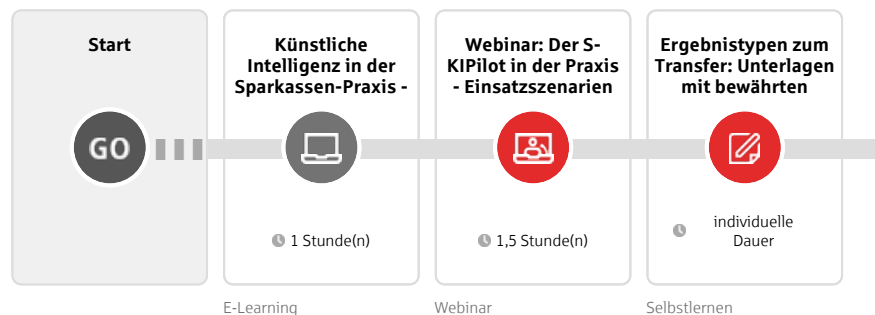 Start
GO
Künstliche
Intelligenz in der
Sparkassen-Praxis -
1 Stunde(n)
E-Learning
Webinar: Der S-
KIPilot in der Praxis
- Einsatzszenarien
1,5 Stunde(n)
Webinar
Ergebnistypen zum
Transfer: Unterlagen
mit bewährten
individuelle
Dauer
Selbstlernen